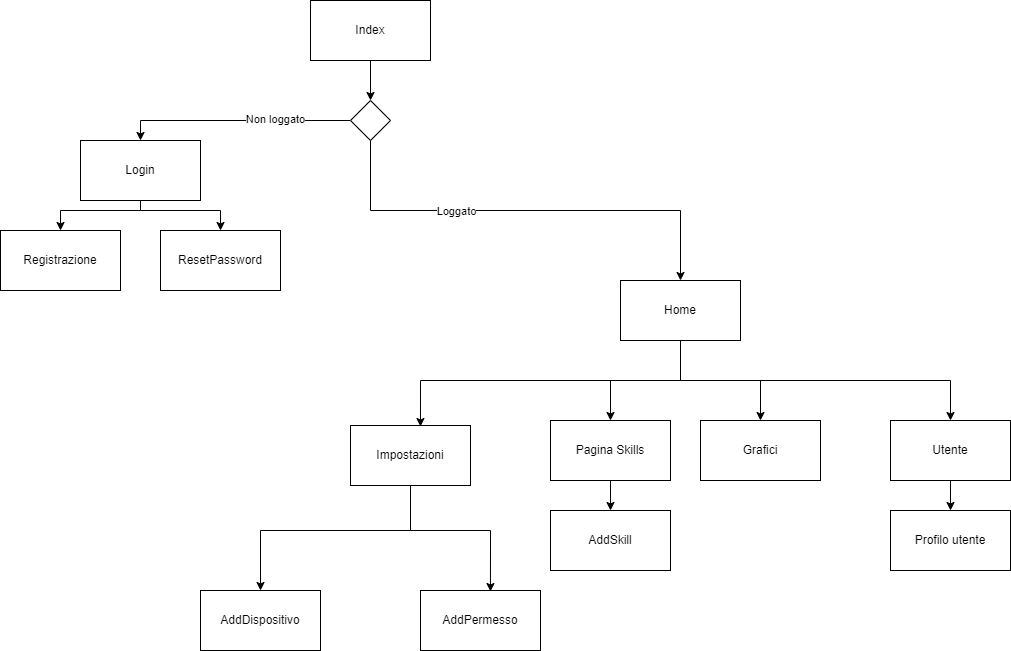 Index
Non loggato
Login
Loggato
Registrazione
ResetPassword
Home
Impostazioni
Pagina Skills
Grafici
Utente
AddSkill
Profilo utente
AddDispositivo
AddPermesso